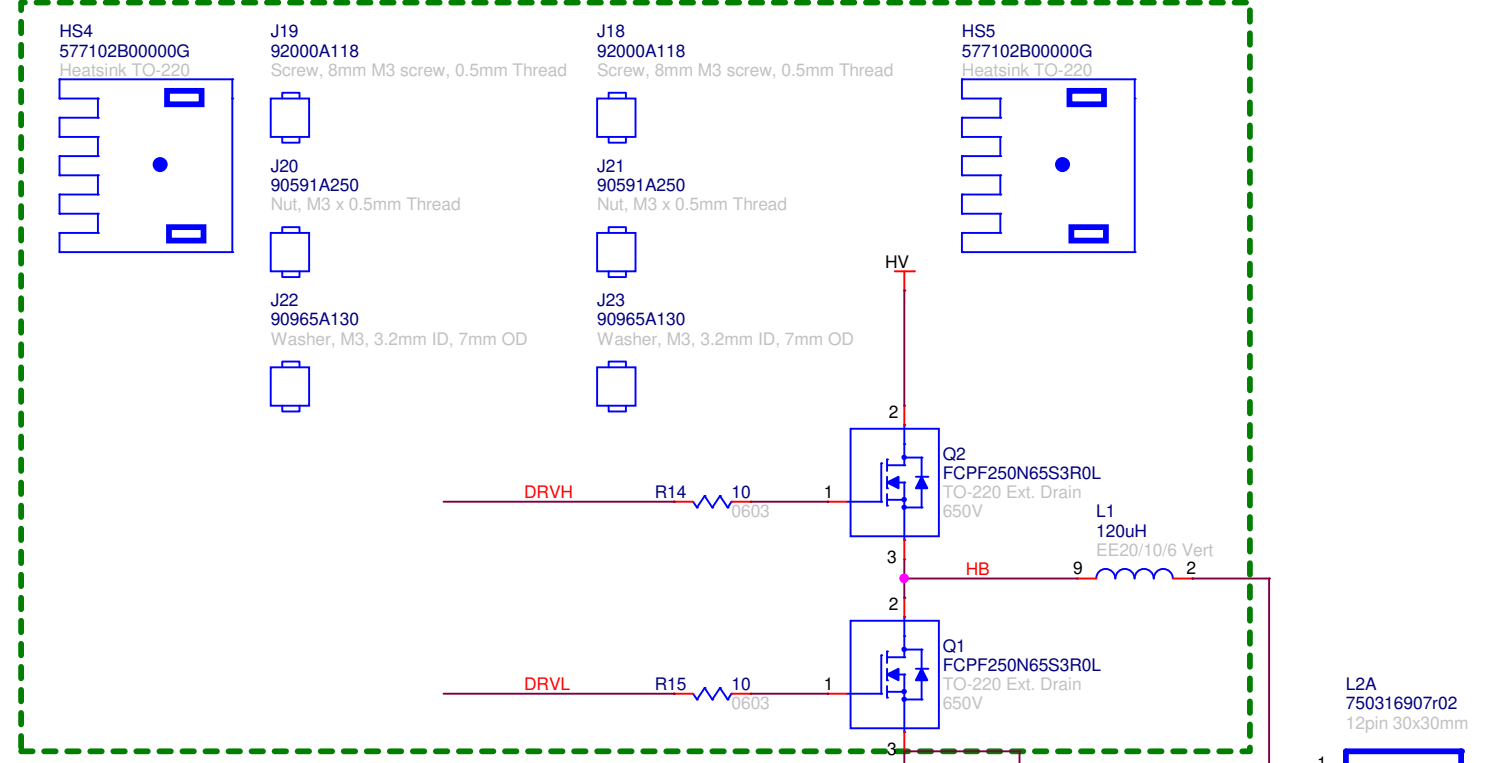 HS4
577102B00000G
Heatsink TO-220
J19
92000A118
Screw, 8mm M3 screw, 0.5mm Thread
J18
92000A118
Screw, 8mm M3 screw, 0.5mm Thread
HS5
577102B00000G
Heatsink TO-220
J20
90591A250
Nut, M3 x 0.5mm Thread
J21
90591A250
Nut, M3 x 0.5mm Thread
J22
90965A130
Washer, M3, 3.2mm ID, 7mm OD
J23
90965A130
Washer, M3, 3.2mm ID, 7mm OD
HV
2
Q2
FCPF250N65S3R0L
TO-220 Ext. Drain
650V
DRVH
R14
10
0603
1
3
HB
L1
120uH
EE20/10/6 Vert
9
2
2
Q1
FCPF250N65S3R0L
TO-220 Ext. Drain
650V
DRVL
R15
10
0603
1
3
L2A
750316907r02
12pin 30x30mm
1